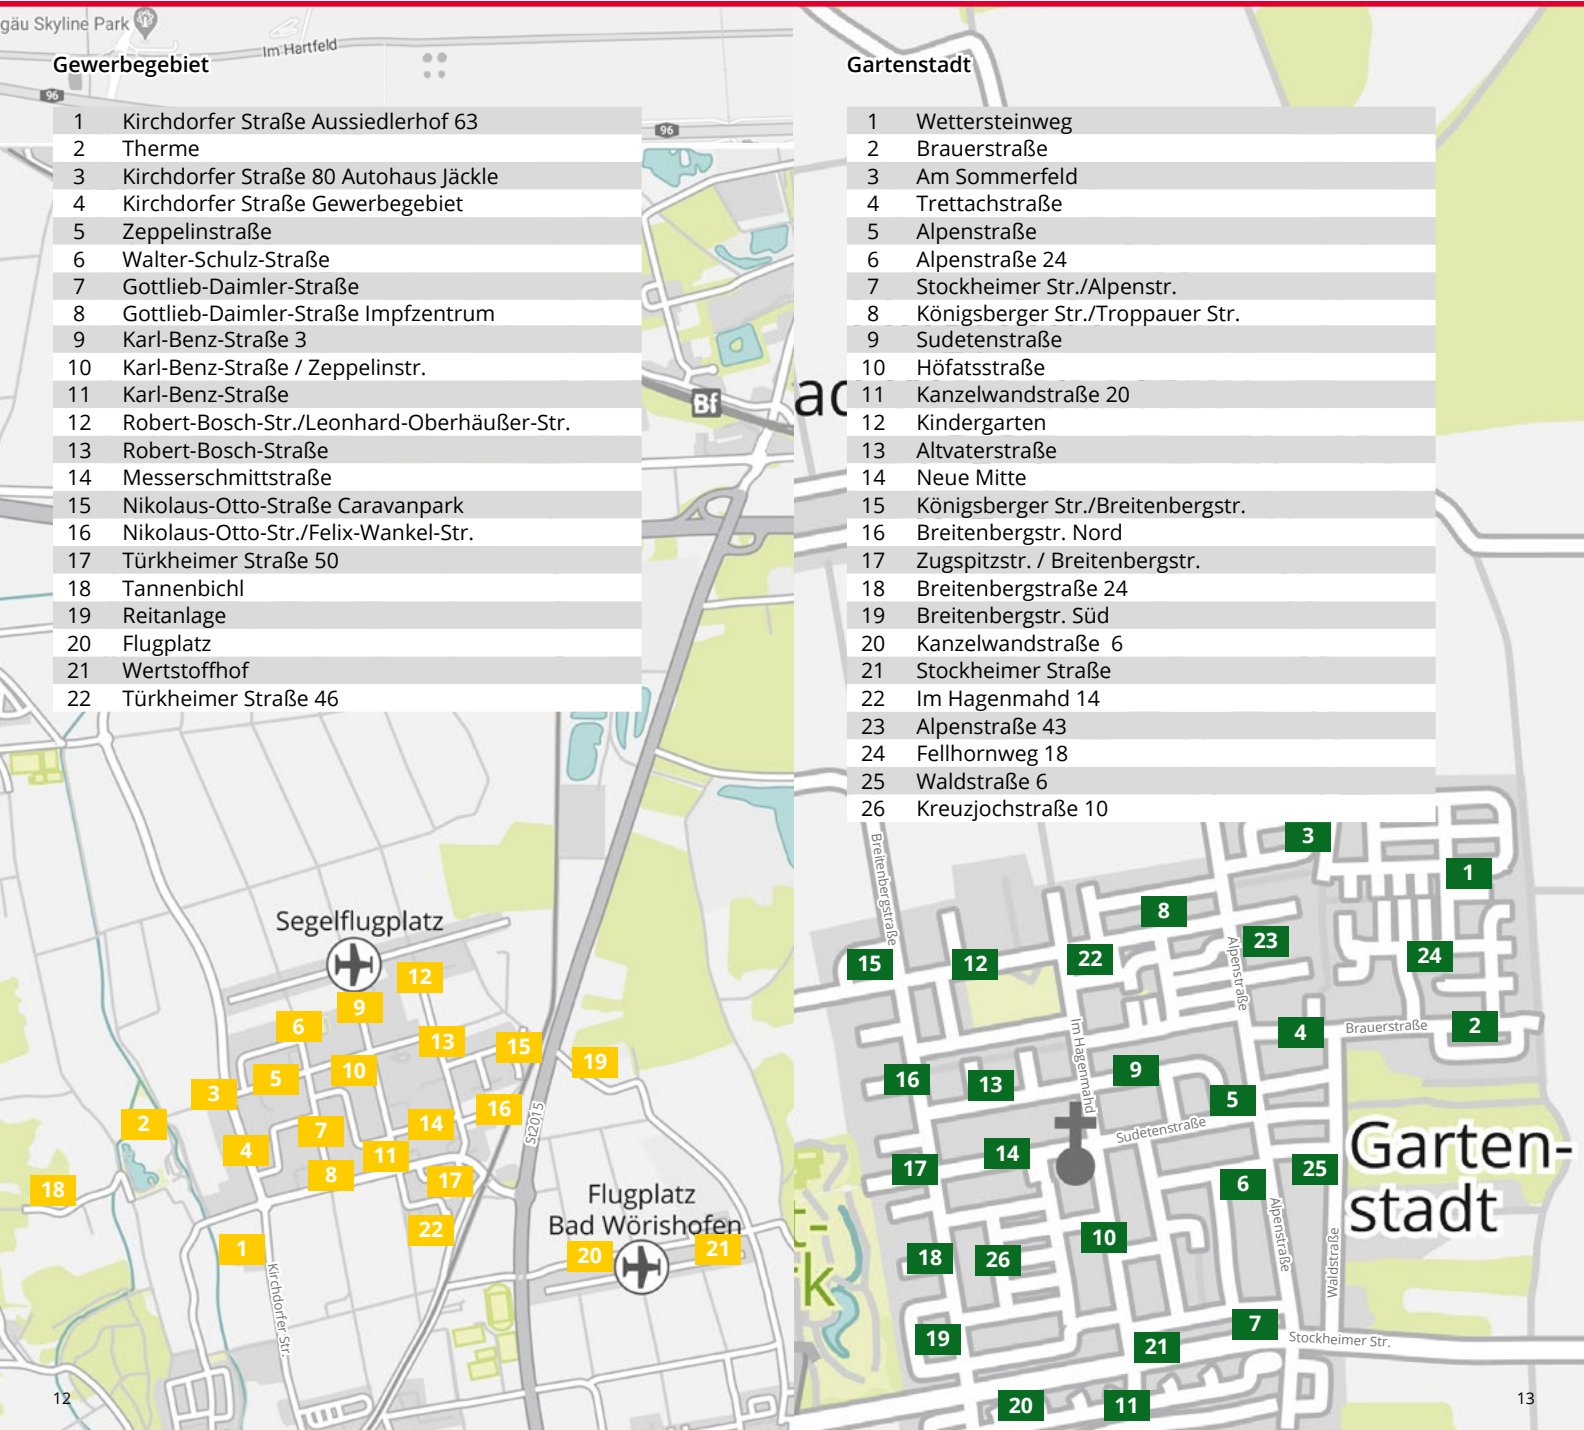 gäu Skyline Park
Im Hartfeld
96
96
Gewerbegebiet
1 Kirchdorfer Straße Aussiedlerhof 63
2 Therme
3 Kirchdorfer Straße 80 Autohaus Jäckle
4 Kirchdorfer Straße Gewerbegebiet
5 Zeppelinstraße
6 Walter-Schulz-Straße
7 Gottlieb-Daimler-Straße
8 Gottlieb-Daimler-Straße Impfzentrum
9 Karl-Benz-Straße 3
10 Karl-Benz-Straße / Zeppelinstr.
11 Karl-Benz-Straße
12 Robert-Bosch-Str./Leonhard-Oberhäußer-Str.
13 Robert-Bosch-Straße
14 Messerschmittstraße
15 Nikolaus-Otto-Straße Caravanpark
16 Nikolaus-Otto-Str./Felix-Wankel-Str.
17 Türkheimer Straße 50
18 Tannenbichl
19 Reitanlage
20 Flugplatz
21 Wertstoffhof
22 Türkheimer Straße 46
Bf
Segelflugplatz
12
9
6
13
15
19
10
5
3
16
2
14
7
4
11
8
17
18
22
1
St2015
Flugplatz
Bad Wörishofen
20
21
Kirchdorfer Str.
12
Gartenstadt
1 Wettersteinweg
2 Brauerstraße
3 Am Sommerfeld
4 Trettachstraße
5 Alpenstraße
6 Alpenstraße 24
7 Stockheimer Str./Alpenstr.
8 Königsberger Str./Troppauer Str.
9 Sudetenstraße
10 Höfatsstraße
11 Kanzelwandstraße 20
12 Kindergarten
13 Altvaterstraße
14 Neue Mitte
15 Königsberger Str./Breitenbergstr.
16 Breitenbergstr. Nord
17 Zugspitzstr. / Breitenbergstr.
18 Breitenbergstraße 24
19 Breitenbergstr. Süd
20 Kanzelwandstraße 6
21 Stockheimer Straße
22 Im Hagenmahd 14
23 Alpenstraße 43
24 Fellhornweg 18
25 Waldstraße 6
26 Kreuzjochstraße 10
ad
3
1
8
Breitenbergstraße
23
Alpenstraße
24
22
15
12
2
4
Brauerstraße
Im Hagenmahd
9
16
13
5
Sudetenstraße
14
17
25
6
Garten-
stadt
Alpenstraße
10
18
26
Waldstraße
t-
k
7
Stockheimer Str.
19
21
20
11
13